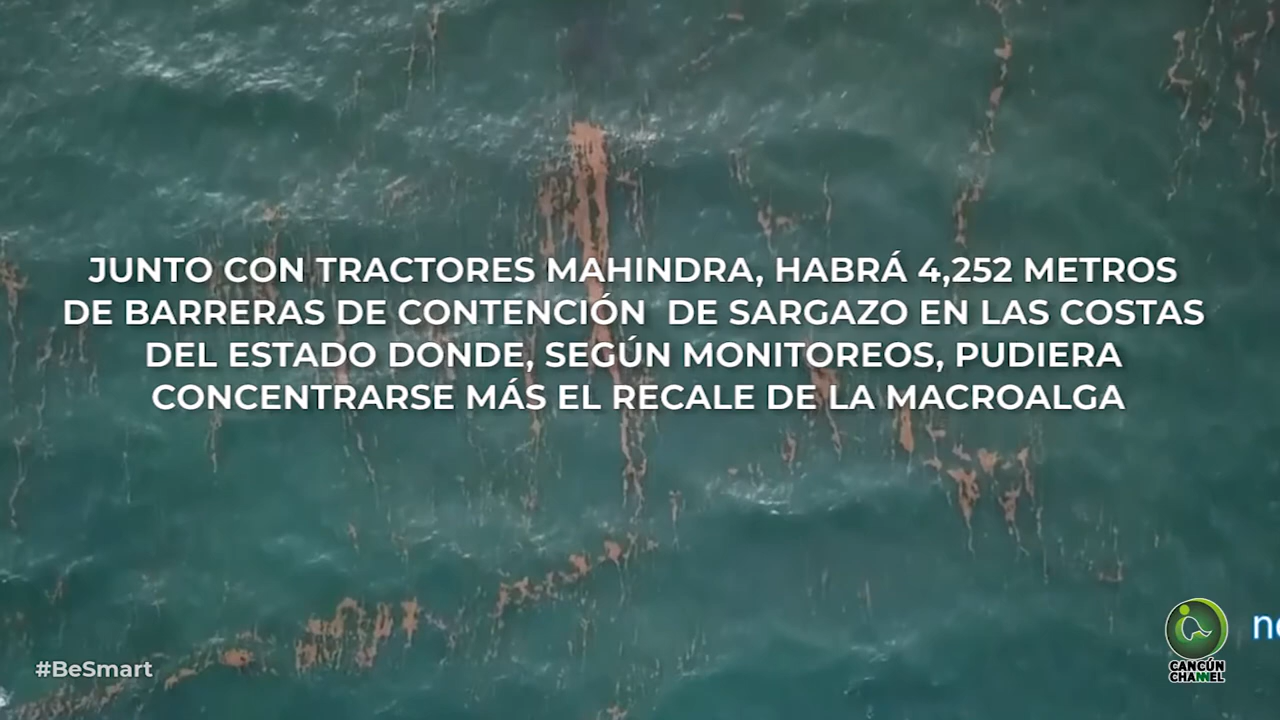 JUNTO CON TRACTORES MAHINDRA, HABRÁ 4,252 METROS
DE BARRERAS DE CONTENCIÓN DE SARGAZO EN LAS COSTAS
DEL ESTADO DONDE, SEGÚN MONITOREOS, PUDIERA
CONCENTRARSE MÁS EL RECALE DE LA MACROALGA
#BeSmart
CANCÚN
CHANNEL